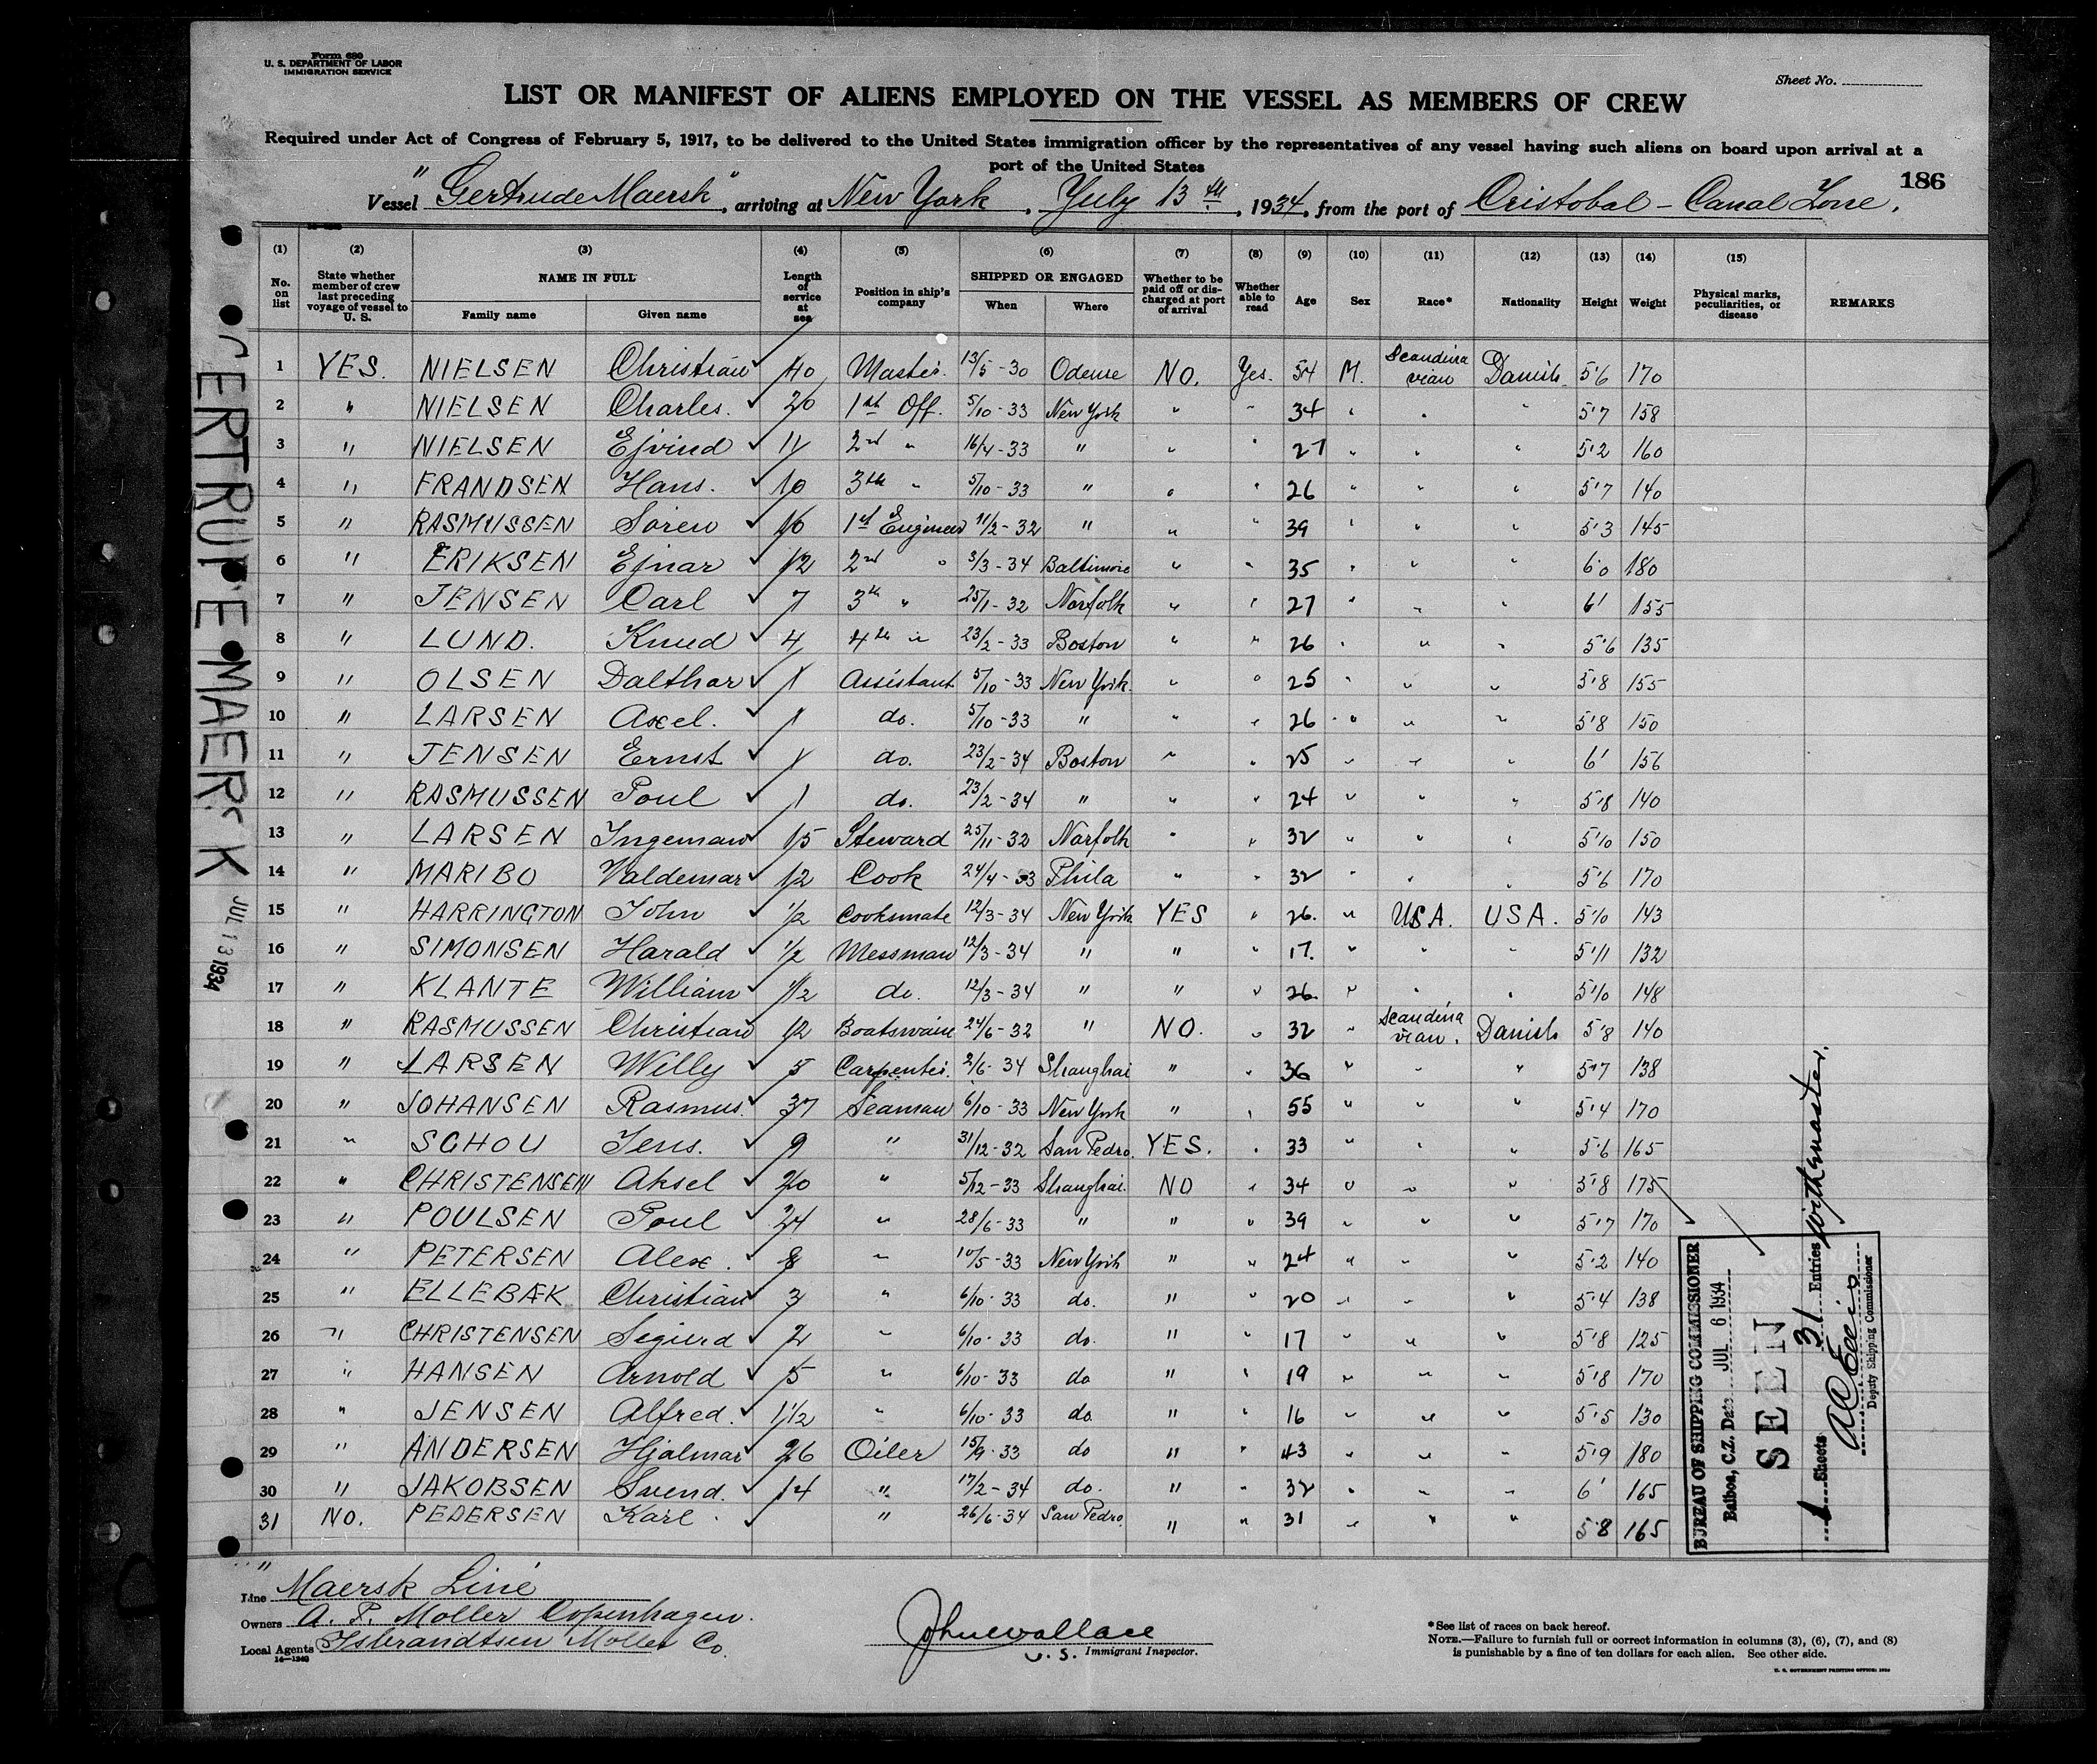 Form 680
U. S. DEPARTMENT OF LABOR
IMMIGRATION SERVICE
Sheet No.
LIST OR MANIFEST OF ALIENS EMPLOYED ON THE VESSEL AS MEMBERS OF CREW
Required under Act of Congress of February 5, 1917, to be delivered to the United States immigration officer by the representatives of any vessel having such aliens on board upon arrival at a
port of the United States
186
Vessel "Gertrude Maersk", arriving at New York, July 13th, 1934, from the port of Cristobal - Canal Zone.
(1) (2) (3) (4) (5) (6) (7) (8) (9) (10) (11) (12) (13) (14) (15)
No. on list | State whether member of crew last preceding voyage of vessel to U. S. | NAME IN FULL Family name Given name | Length of service at sea | Position in ship's company | SHIPPED OR ENGAGED When Where | Whether to be paid off or discharged at port of arrival | Whether able to read | Age | Sex | Race* | Nationality | Height | Weight | Physical marks, peculiarities, or disease | REMARKS
1 YES. NIELSEN Christian 40 Master. 13/5-30 Odense NO. Yes. 54 M. Scandinavian Danish 5'6 170
2 " NIELSEN Charles. 20 1st Off. 5/10-33 New York " " 34 " " " 5'7 158
3 " NIELSEN Ejvind 11 2nd " 16/4-33 " " " 27 " " " 5'2 160
4 " FRANDSEN Hans. 10 3th " 5/10-33 " " " 26 " " " 5'7 140
5 " RASMUSSEN Sören 16 1st Engineer 11/2-32 " " " 39 " " " 5'3 145
6 " ERIKSEN Ejnar 12 2nd " 3/3-34 Baltimore " " 35 " " " 6'0 180
7 " JENSEN Carl 7 3th " 25/1-32 Norfolk " " 27 " " " 6' 155
8 " LUND. Knud 4 4th " 23/2-33 Boston " " 26 " " " 5'6 135
9 " OLSEN Dalthar 1 Assistant 5/10-33 New York. " " 25 " " " 5'8 155
10 " LARSEN Axel. 1 do. 5/10-33 " " " 26 " " " 5'8 150
11 " JENSEN Ernst 1 do. 23/2-34 Boston " " 25 " " " 6' 156
12 " RASMUSSEN Poul 1 do. 23/2-34 " " " 24 " " " 5'8 140
13 " LARSEN Ingeman 15 Steward 25/11-32 Norfolk " " 32 " " " 5'10 150
14 " MARIBO Valdemar 12 Cook 24/4-33 Phila " " 32 " " " 5'6 170
15 " HARRINGTON John 1/2 Cooksmate 12/3-34 New York YES " 26. " USA. USA. 5'10 143
16 " SIMONSEN Harald 1/2 Messman 12/3-34 " " " 17. " " " 5'11 132
17 " KLANTE William 1/2 do. 12/3-34 " " " 26. " " " 5'10 148
18 " RASMUSSEN Christian 12 Boatswain 24/6-32 " NO. " 32 " Scandinavian. Danish 5'8 140
19 " LARSEN Willy 5 Carpenter. 2/6-34 Shanghai " " 36 " " " 5'7 138
20 " JOHANSEN Rasmus. 37 Seaman 6/10-33 New York " " 55 " " " 5'4 170
21 " SCHOU Jens. 9 " 31/12-32 San Pedro. YES. " 33 " " " 5'6 165
22 " CHRISTENSEN Aksel 20 " 5/12-33 Shanghai. NO " 34 " " " 5'8 175
23 " POULSEN Poul 24 " 28/6-33 " " " 39 " " " 5'7 170
24 " PETERSEN Alex. 8 " 10/5-33 New York " " 24 " " " 5'2 140
25 " ELLEBÆK Christian 3 " 6/10-33 do. " " 20 " " " 5'4 138
26 " CHRISTENSEN Segurd 2 " 6/10-33 do. " " 17 " " " 5'8 125
27 " HANSEN Arnold 5 " 6/10-33 do " " 19 " " " 5'8 170
28 " JENSEN Alfred. 1 1/2 " 6/10-33 do. " " 16 " " " 5'5 130
29 " ANDERSEN Hjalmar 26 Oiler 15/9-33 do " " 43 " " " 5'9 180
30 " JAKOBSEN Svend. 14 " 17/2-34 do. " " 32 " " " 6' 165
31 NO. PEDERSEN Karl. " 26/6-34 San Pedro " " 31 " " " 5'8 165
"
Line Maersk Line
Owners A. P. Moller Copenhagen.
Local Agents Isbrandtsen Moller Co.
14—1240
John Wallace
U. S. Immigrant Inspector.
*See list of races on back hereof.
NOTE.—Failure to furnish full or correct information in columns (3), (6), (7), and (8)
is punishable by a fine of ten dollars for each alien. See other side.
U. S. GOVERNMENT PRINTING OFFICE:
GERTRUDE MAERSK
JUL 13 1934
BUREAU OF SHIPPING COMMISSIONER
Balboa, C.Z. Date JUL 6 1934
SEEN
1 Sheets 31 Entries with master.
Deputy Shipping Commissioner